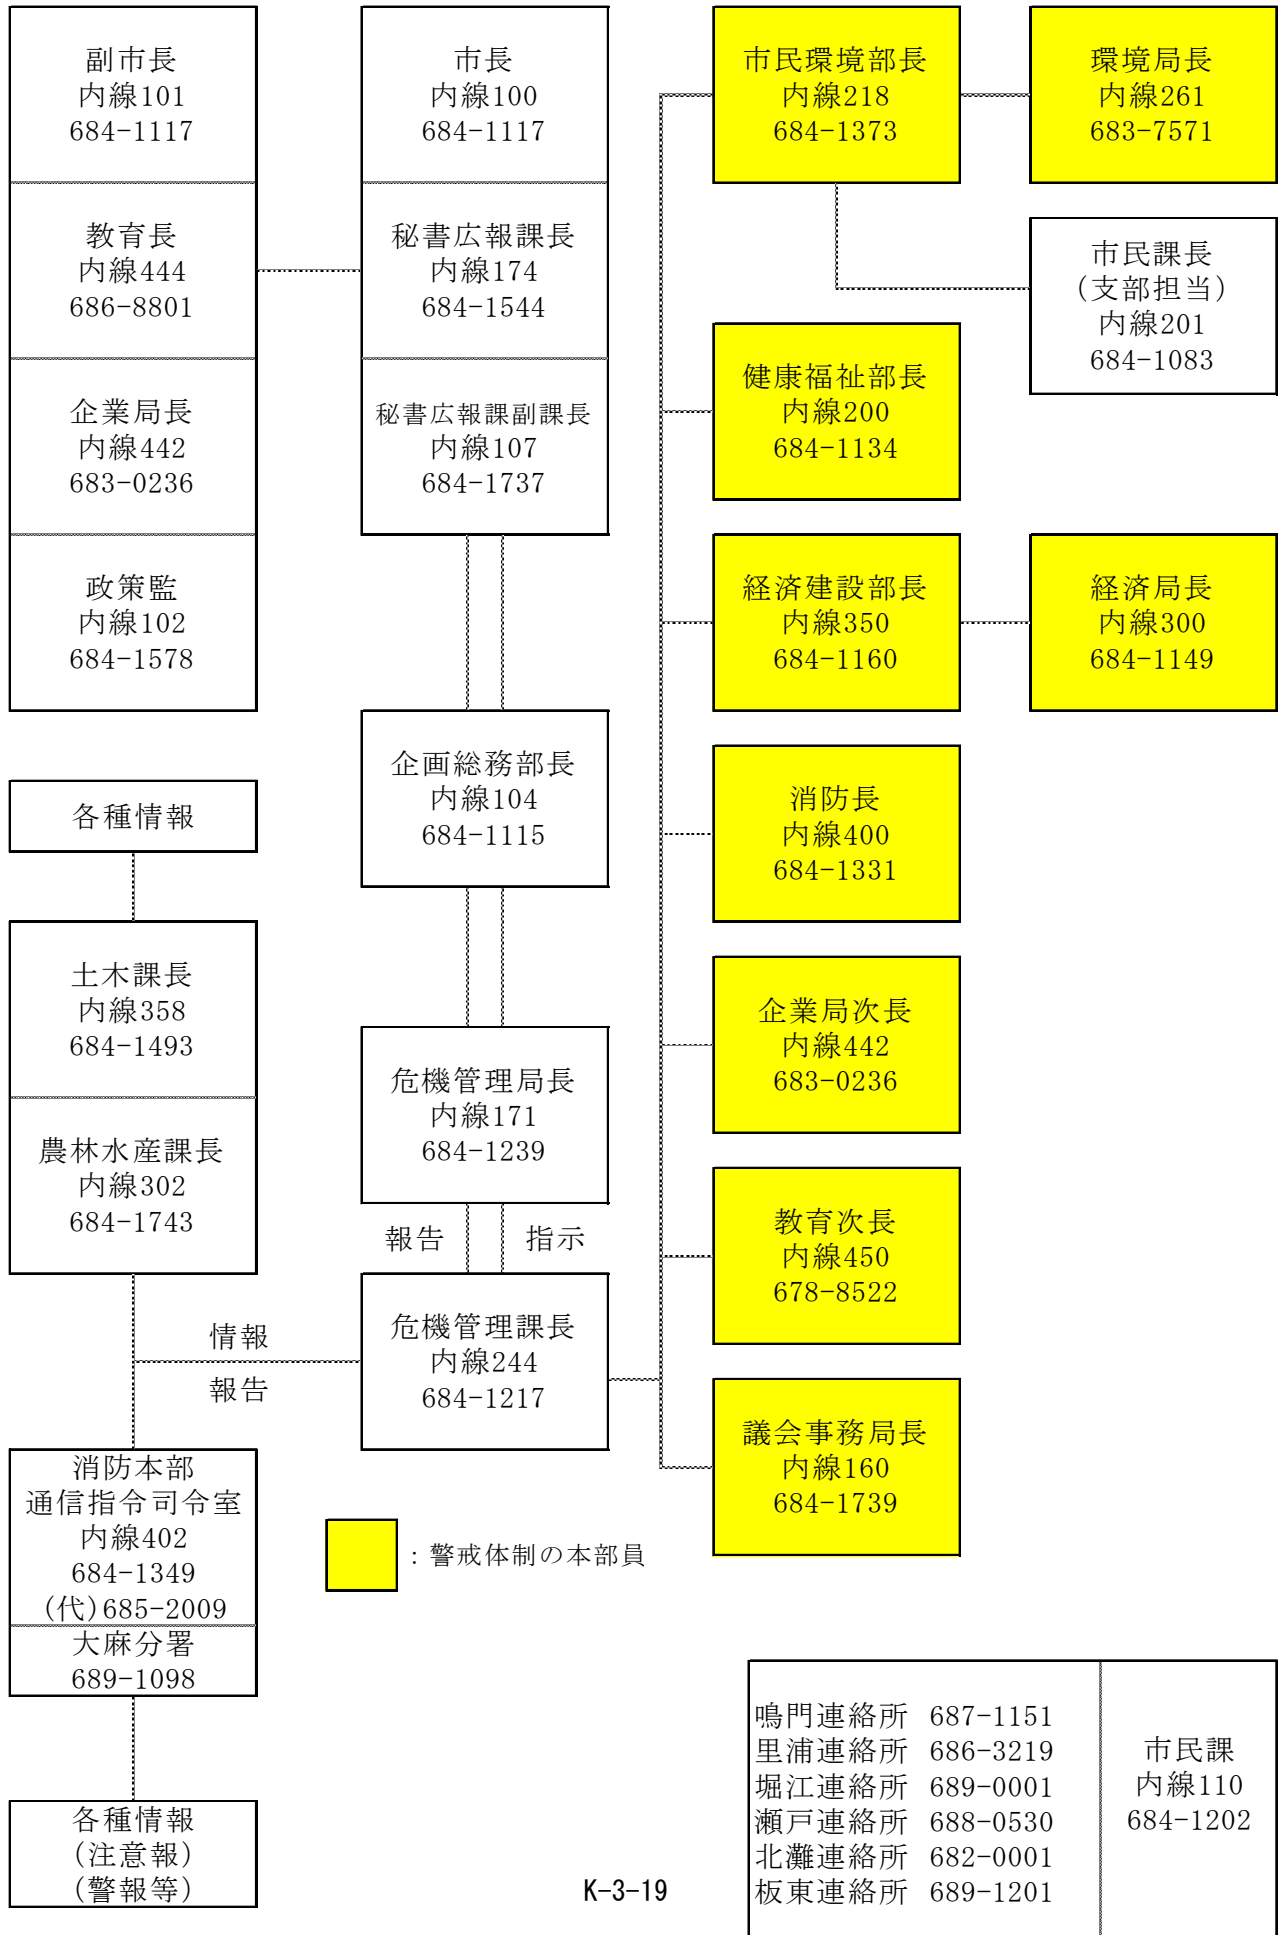 副市長
内線101
684-1117
教育長
内線444
686-8801
企業局長
内線442
683-0236
政策監
内線102
684-1578
市長
内線100
684-1117
秘書広報課長
内線174
684-1544
秘書広報課副課長
内線107
684-1737
企画総務部長
内線104
684-1115
危機管理局長
内線171
684-1239
報告 指示
危機管理課長
内線244
684-1217
各種情報
土木課長
内線358
684-1493
農林水産課長
内線302
684-1743
情報
報告
消防本部
通信指令司令室
内線402
684-1349
(代)685-2009
大麻分署
689-1098
各種情報
(注意報)
(警報等)
市民環境部長
内線218
684-1373
環境局長
内線261
683-7571
市民課長
(支部担当)
内線201
684-1083
健康福祉部長
内線200
684-1134
経済建設部長
内線350
684-1160
経済局長
内線300
684-1149
消防長
内線400
684-1331
企業局次長
内線442
683-0236
教育次長
内線450
678-8522
議会事務局長
内線160
684-1739
:警戒体制の本部員
鳴門連絡所 687-1151
里浦連絡所 686-3219
堀江連絡所 689-0001
瀬戸連絡所 688-0530
北灘連絡所 682-0001
板東連絡所 689-1201
市民課
内線110
684-1202
K-3-19